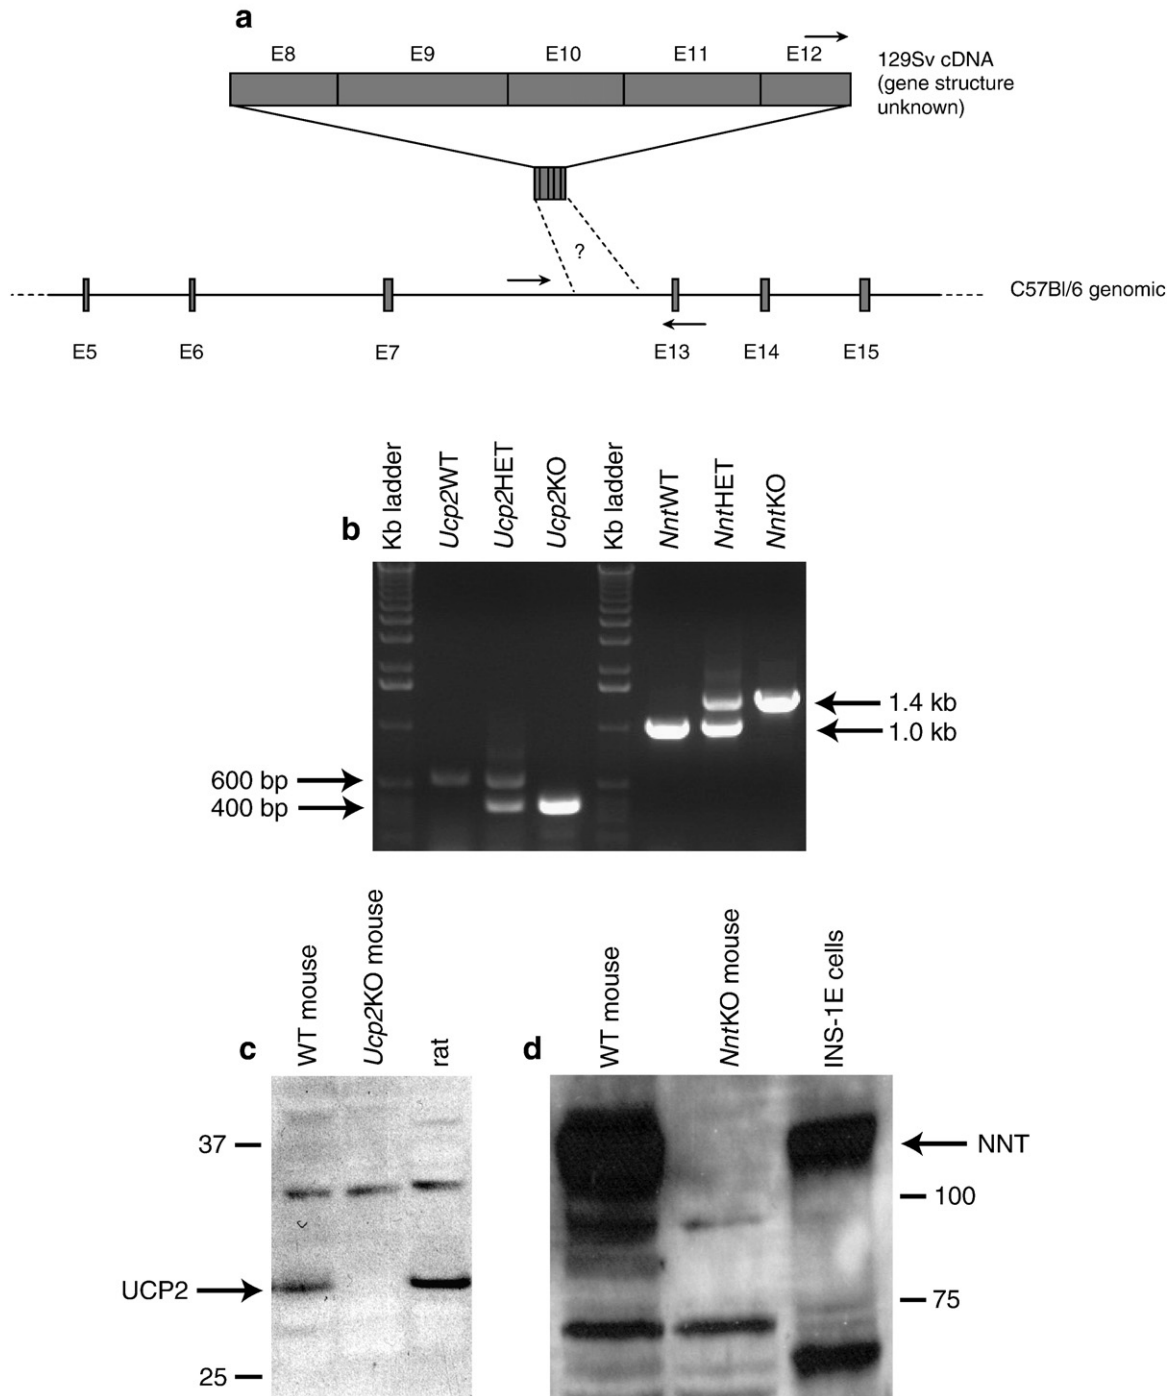 a
E8 E9 E10 E11 E12
129Sv cDNA
(gene structure
unknown)
?
C57Bl/6 genomic
E5 E6 E7 E13 E14 E15
b
Kb ladder
Ucp2WT
Ucp2HET
Ucp2KO
Kb ladder
NntWT
NntHET
NntKO
1.4 kb
1.0 kb
600 bp
400 bp
c
WT mouse
Ucp2KO mouse
rat
37
UCP2
25
d
WT mouse
NntKO mouse
INS-1E cells
NNT
100
75